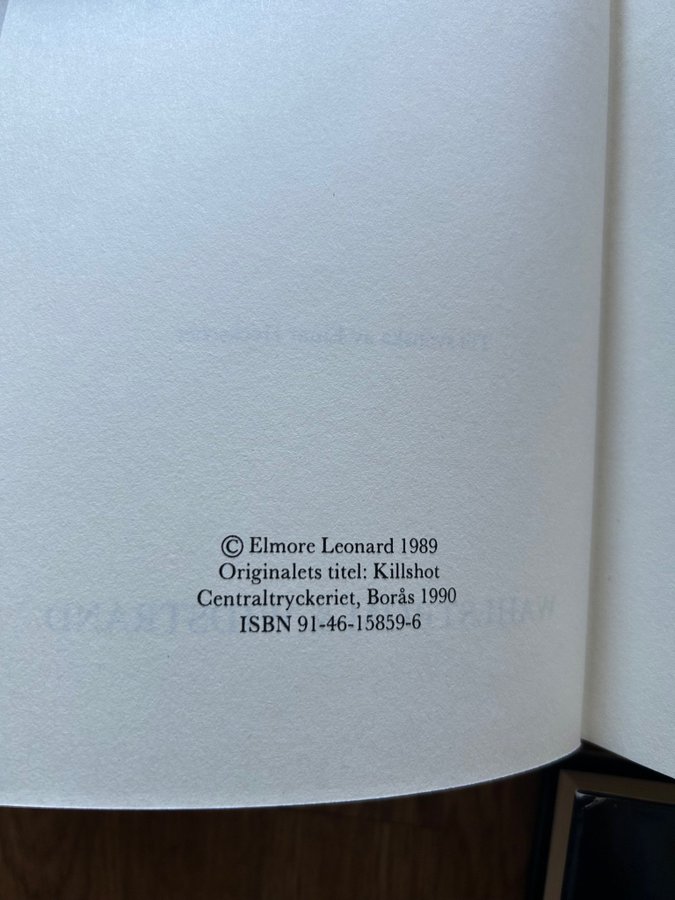 © Elmore Leonard 1989
Originalets titel: Killshot
Centraltryckeriet, Borås 1990
ISBN 91-46-15859-6